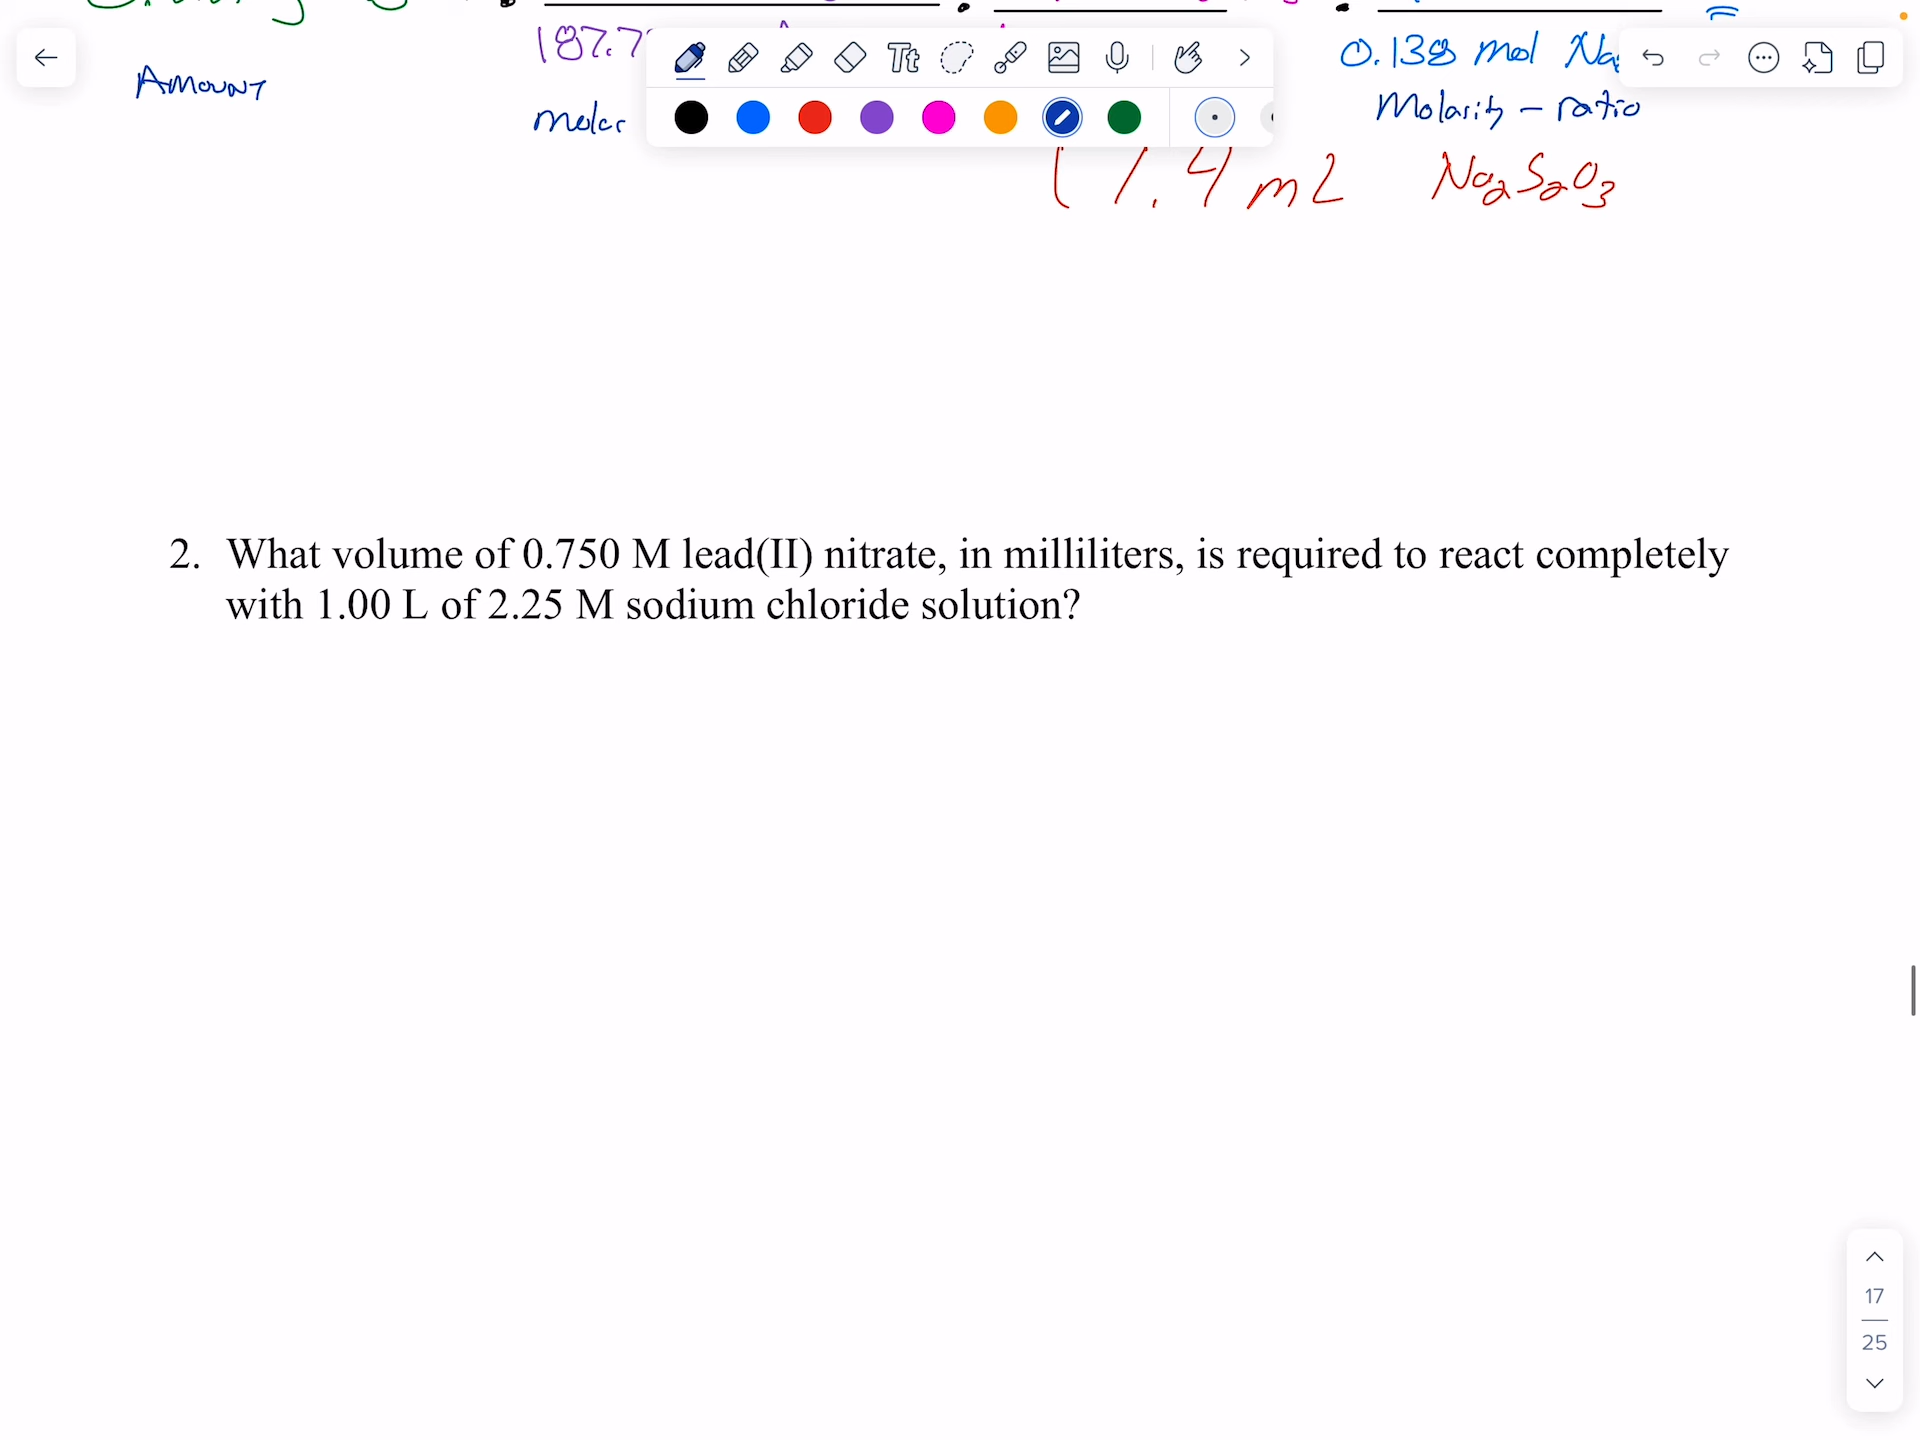 187.7
0.138 mol Na
AMOUNT
Tt
molar
Molarity - ratio
1.4 mL Na2S2O3
2. What volume of 0.750 M lead(II) nitrate, in milliliters, is required to react completely
with 1.00 L of 2.25 M sodium chloride solution?
17
25